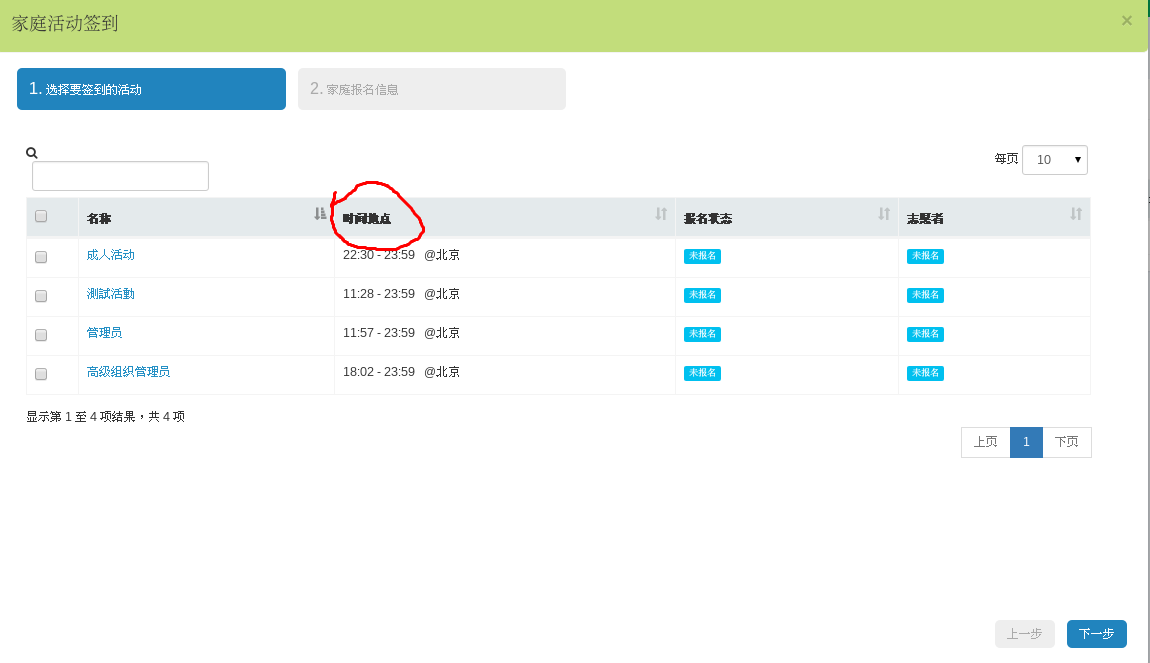 家庭活动签到 ×
1. 选择要签到的活动 2. 家庭报名信息
每页 10
名称 时间地点 报名状态 志愿者
成人活动 22:30 - 23:59 @北京 未报名 未报名
测試活動 11:28 - 23:59 @北京 未报名 未报名
管理员 11:57 - 23:59 @北京 未报名 未报名
高级组织管理员 18:02 - 23:59 @北京 未报名 未报名
显示第 1 至 4 项结果，共 4 项
上页 1 下页
上一步 下一步